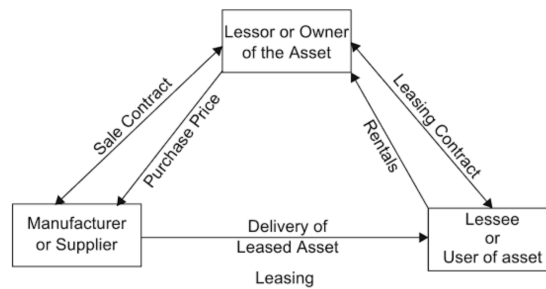 Lessor or Owner
of the Asset
Sale Contract
Purchase Price
Rentals
Leasing Contract
Manufacturer
or Supplier
Delivery of
Leased Asset
Lessee
or
User of asset
Leasing